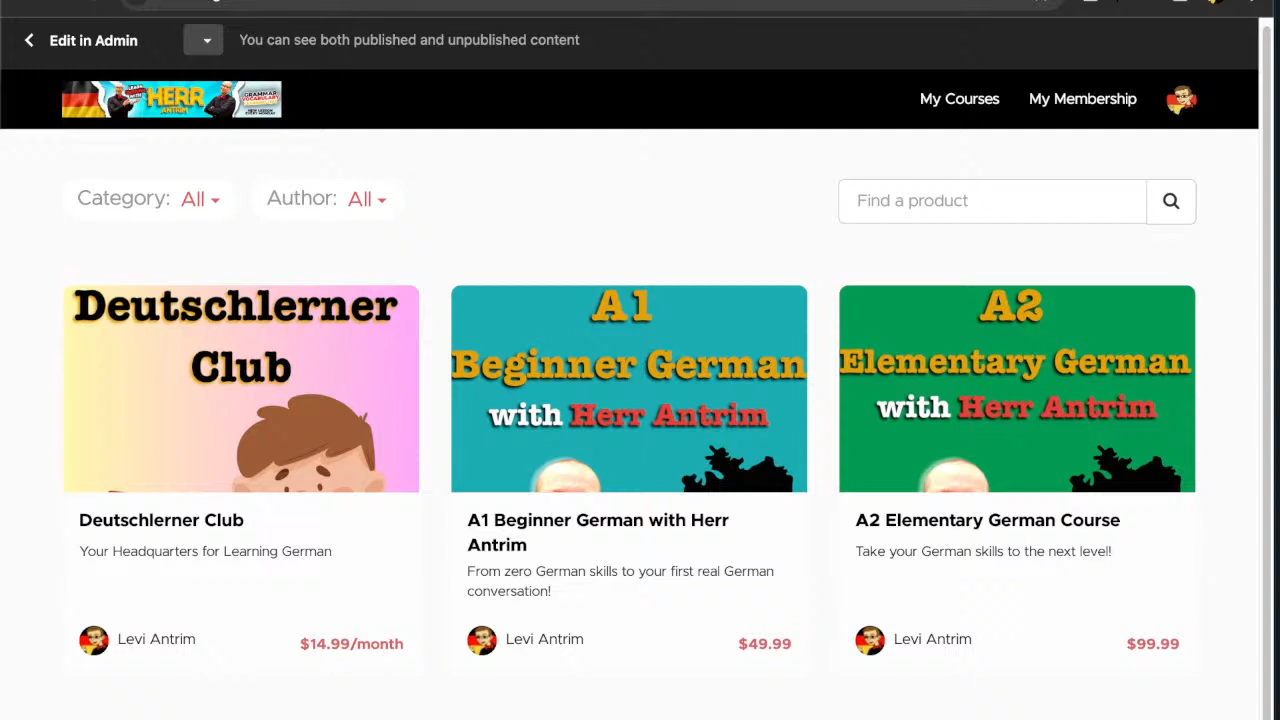 Edit in Admin
You can see both published and unpublished content
HERR
ANTRIM
GRAMMAR
VOCABULARY
My Courses
My Membership
Category: All
Author: All
Find a product
Deutschlerner
Club
A1
Beginner German
with Herr Antrim
A2
Elementary German
with Herr Antrim
Deutschlerner Club
Your Headquarters for Learning German
Levi Antrim
$14.99/month
A1 Beginner German with Herr
Antrim
From zero German skills to your first real German
conversation!
Levi Antrim
$49.99
A2 Elementary German Course
Take your German skills to the next level!
Levi Antrim
$99.99